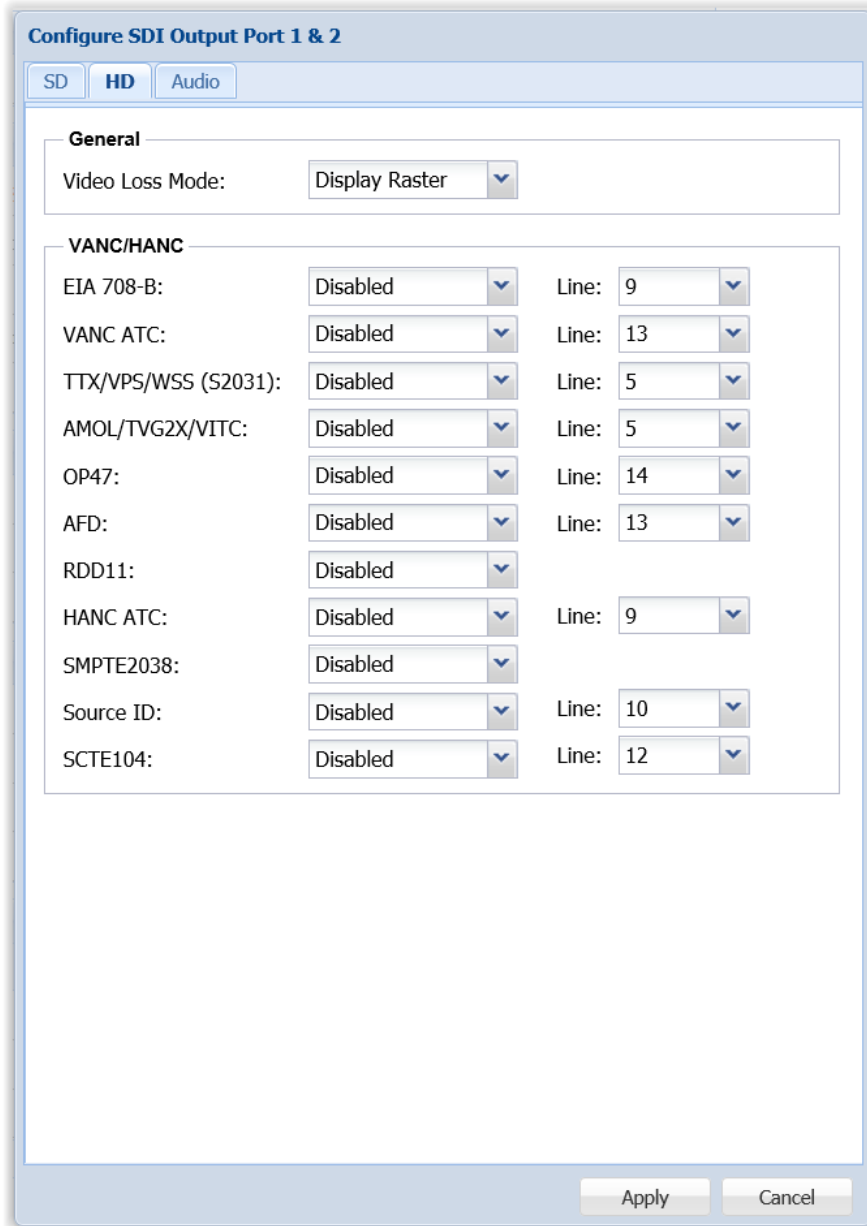 Configure SDI Output Port 1 & 2
SD HD Audio
General
Video Loss Mode: Display Raster
VANC/HANC
EIA 708-B: Disabled Line: 9
VANC ATC: Disabled Line: 13
TTX/VPS/WSS (S2031): Disabled Line: 5
AMOL/TVG2X/VITC: Disabled Line: 5
OP47: Disabled Line: 14
AFD: Disabled Line: 13
RDD11: Disabled
HANC ATC: Disabled Line: 9
SMPTE2038: Disabled
Source ID: Disabled Line: 10
SCTE104: Disabled Line: 12
Apply Cancel